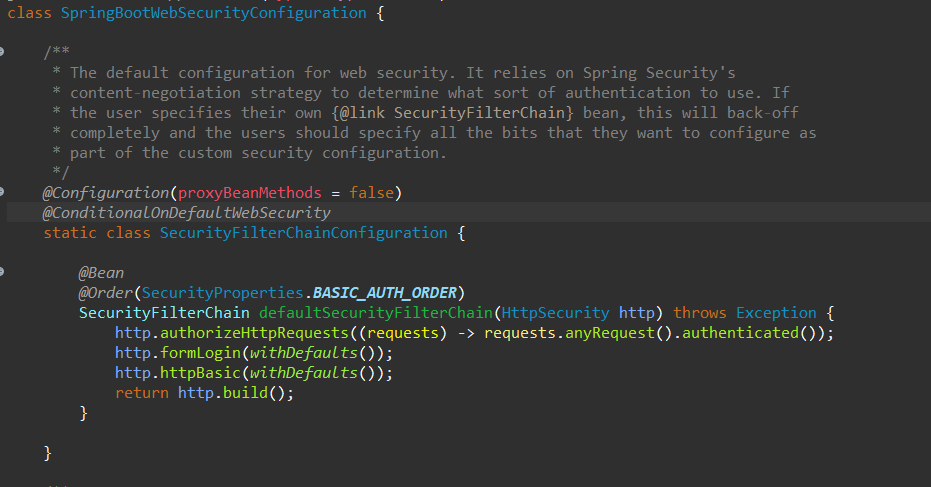 class SpringBootWebSecurityConfiguration {
/**
* The default configuration for web security. It relies on Spring Security's
* content-negotiation strategy to determine what sort of authentication to use. If
* the user specifies their own {@link SecurityFilterChain} bean, this will back-off
* completely and the users should specify all the bits that they want to configure as
* part of the custom security configuration.
*/
@Configuration(proxyBeanMethods = false)
@ConditionalOnDefaultWebSecurity
static class SecurityFilterChainConfiguration {
@Bean
@Order(SecurityProperties.BASIC_AUTH_ORDER)
SecurityFilterChain defaultSecurityFilterChain(HttpSecurity http) throws Exception {
http.authorizeHttpRequests((requests) -> requests.anyRequest().authenticated());
http.formLogin(withDefaults());
http.httpBasic(withDefaults());
return http.build();
}
}